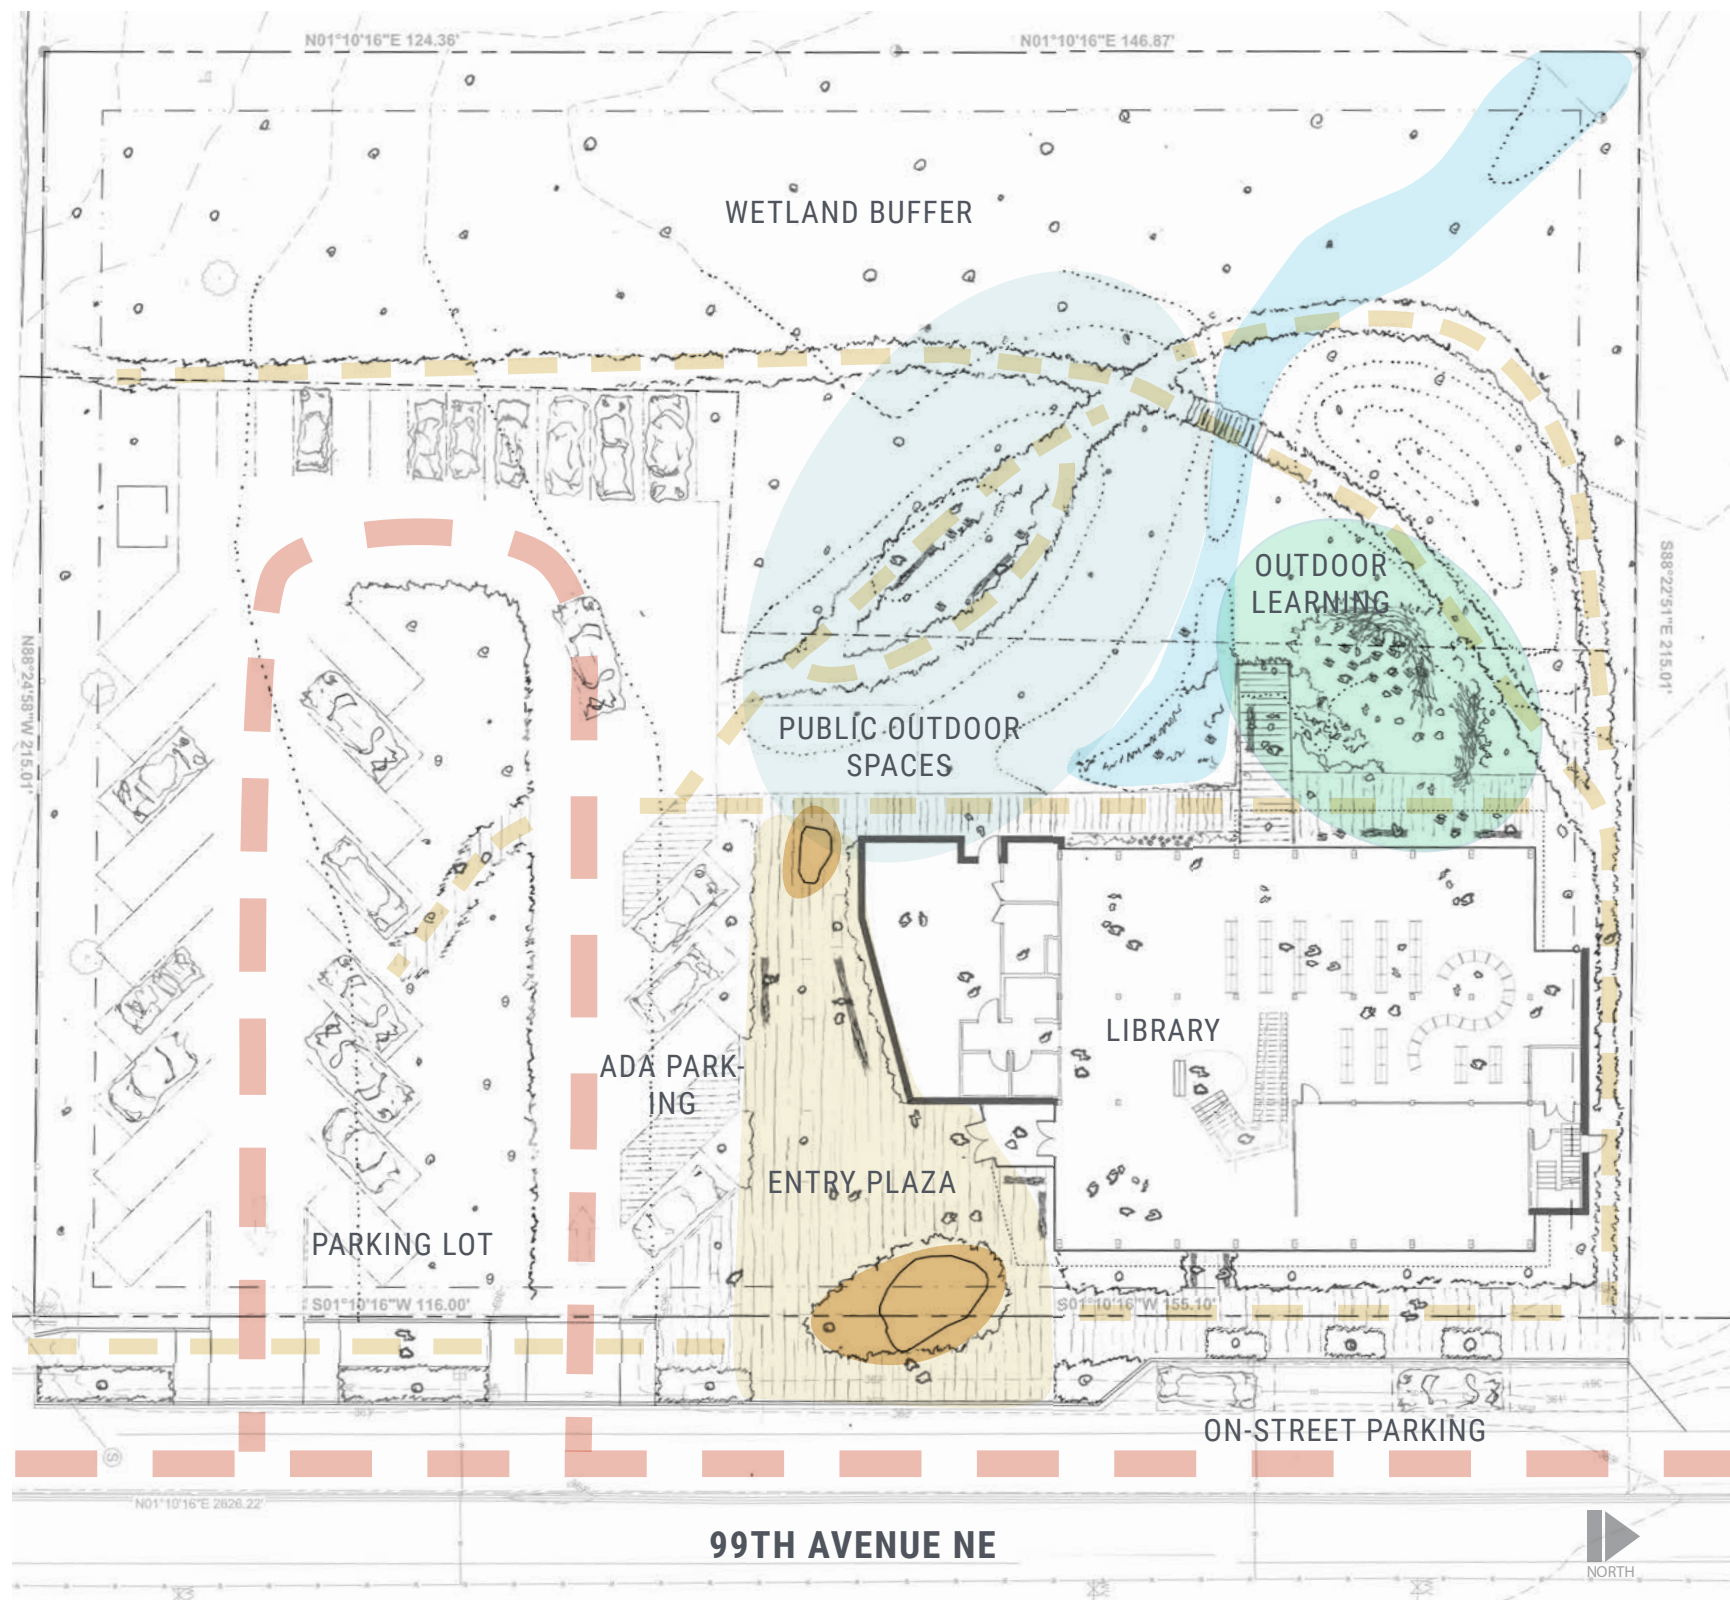 N01°10'16"E 124.36'
N01°10'16"E 146.87'
WETLAND BUFFER
OUTDOOR
LEARNING
S88°22'51"E 215.01'
N88°24'58"W 215.01'
PUBLIC OUTDOOR
SPACES
LIBRARY
ADA PARK-
ING
ENTRY PLAZA
PARKING LOT
S01°10'16"W 116.00'
S01°10'16"W 155.10'
ON-STREET PARKING
N01°10'16"E 2626.22'
99TH AVENUE NE
NORTH